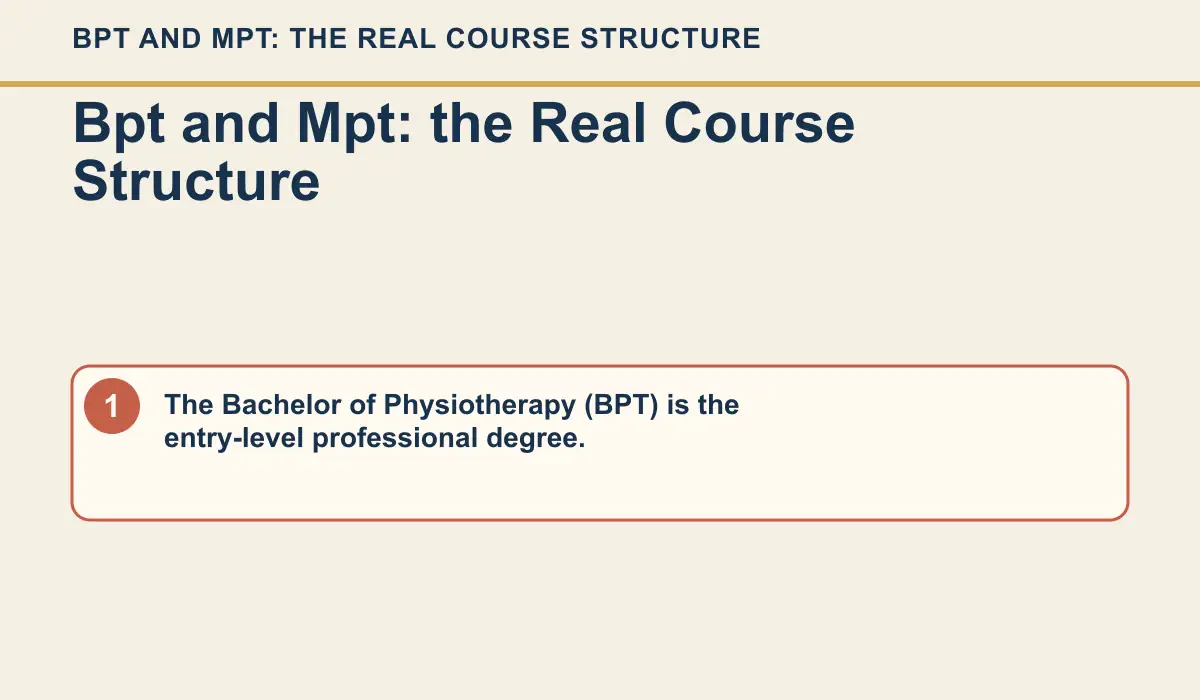 BPT AND MPT: THE REAL COURSE STRUCTURE
Bpt and Mpt: the Real Course
Structure
1
The Bachelor of Physiotherapy (BPT) is the
entry-level professional degree.